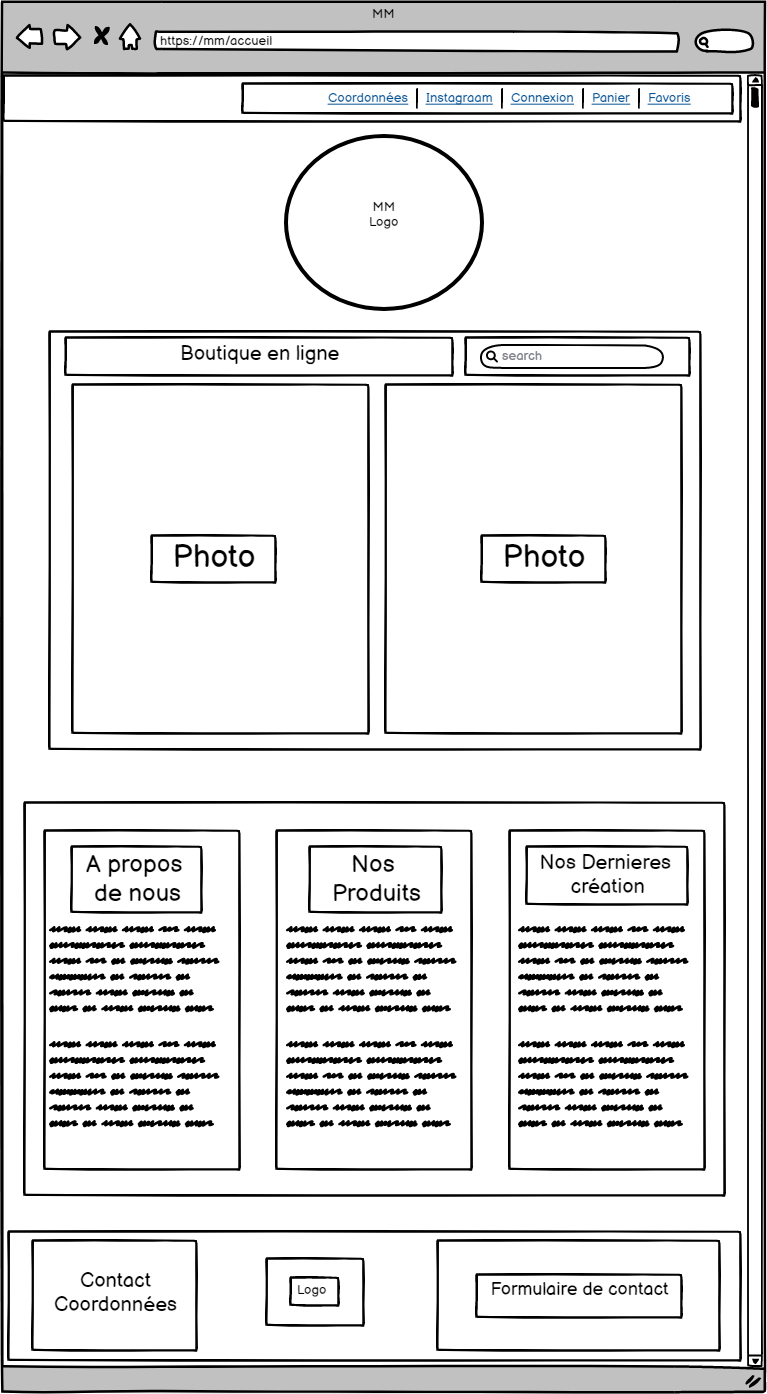 MM
https://mm/accueil
Coordonnées Instagraam Connexion Panier Favoris
MM
Logo
Boutique en ligne
search
Photo
Photo
A propos
de nous
Nos
Produits
Nos Dernieres
création
Contact
Coordonnées
Logo
Formulaire de contact